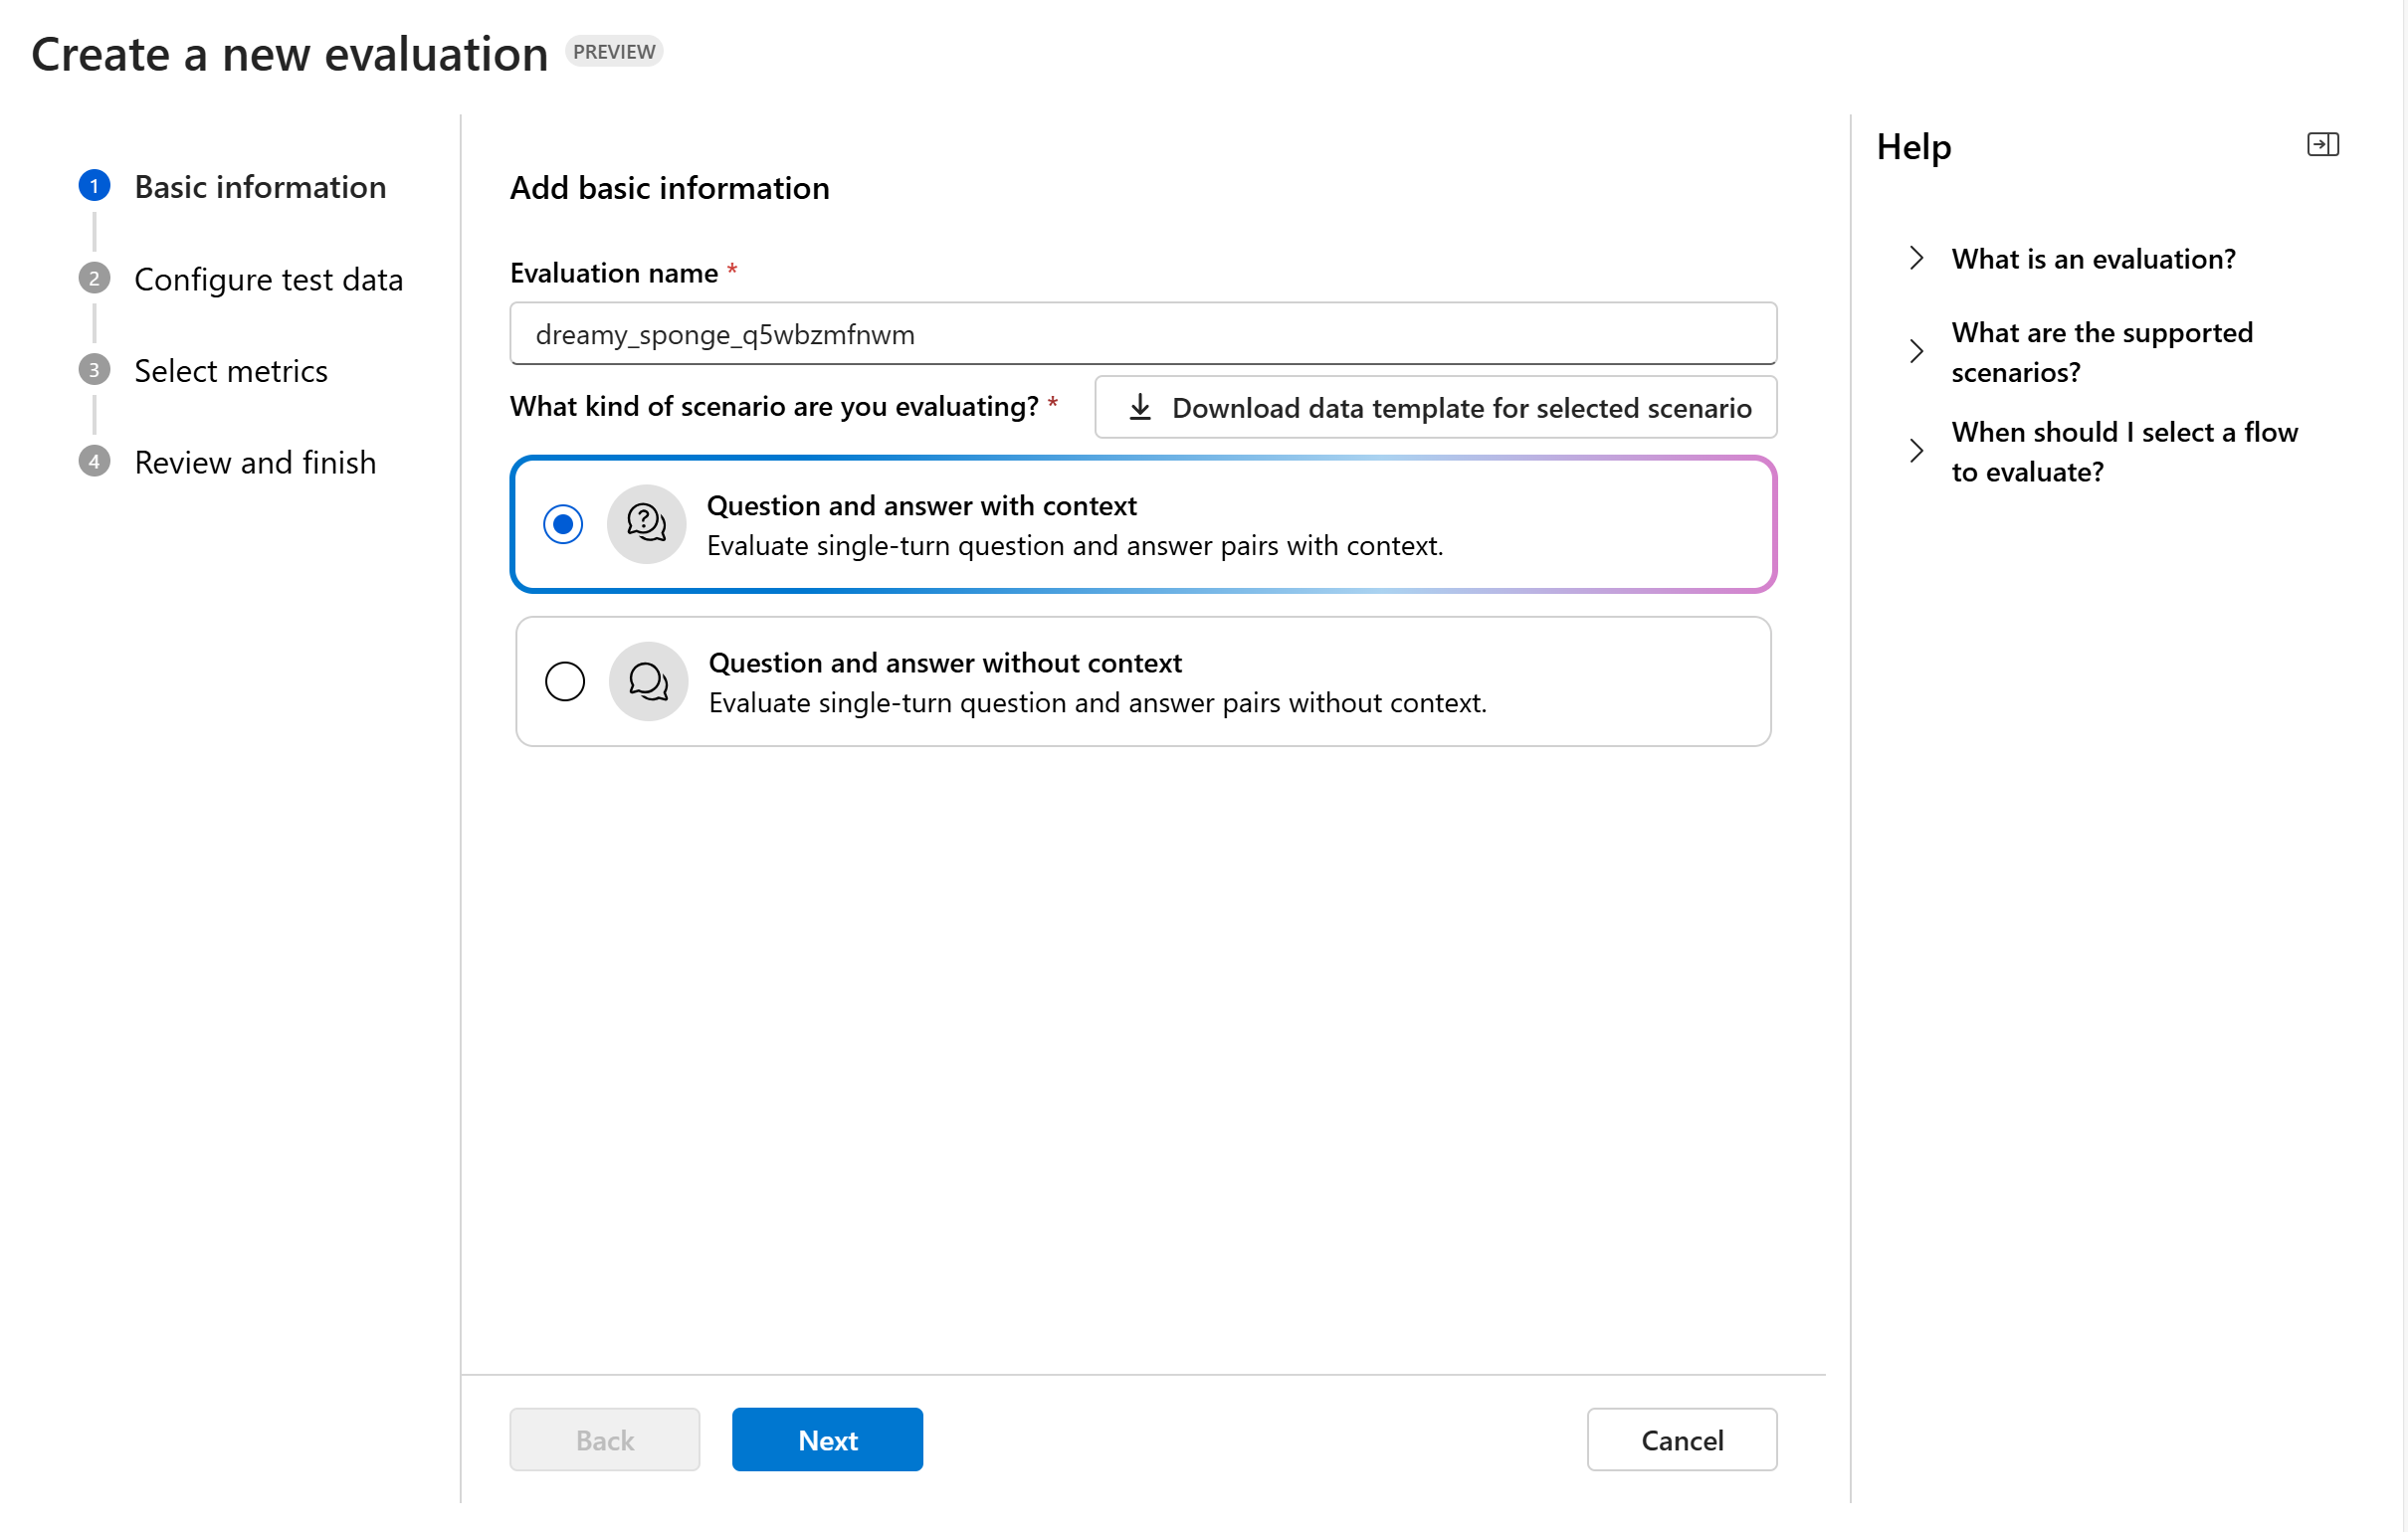 Create a new evaluation PREVIEW
1 Basic information
2 Configure test data
3 Select metrics
4 Review and finish
Add basic information
Evaluation name *
dreamy_sponge_q5wbzmfnwm
What kind of scenario are you evaluating? *
Download data template for selected scenario
Question and answer with context
Evaluate single-turn question and answer pairs with context.
Question and answer without context
Evaluate single-turn question and answer pairs without context.
Back
Next
Cancel
Help
What is an evaluation?
What are the supported
scenarios?
When should I select a flow
to evaluate?